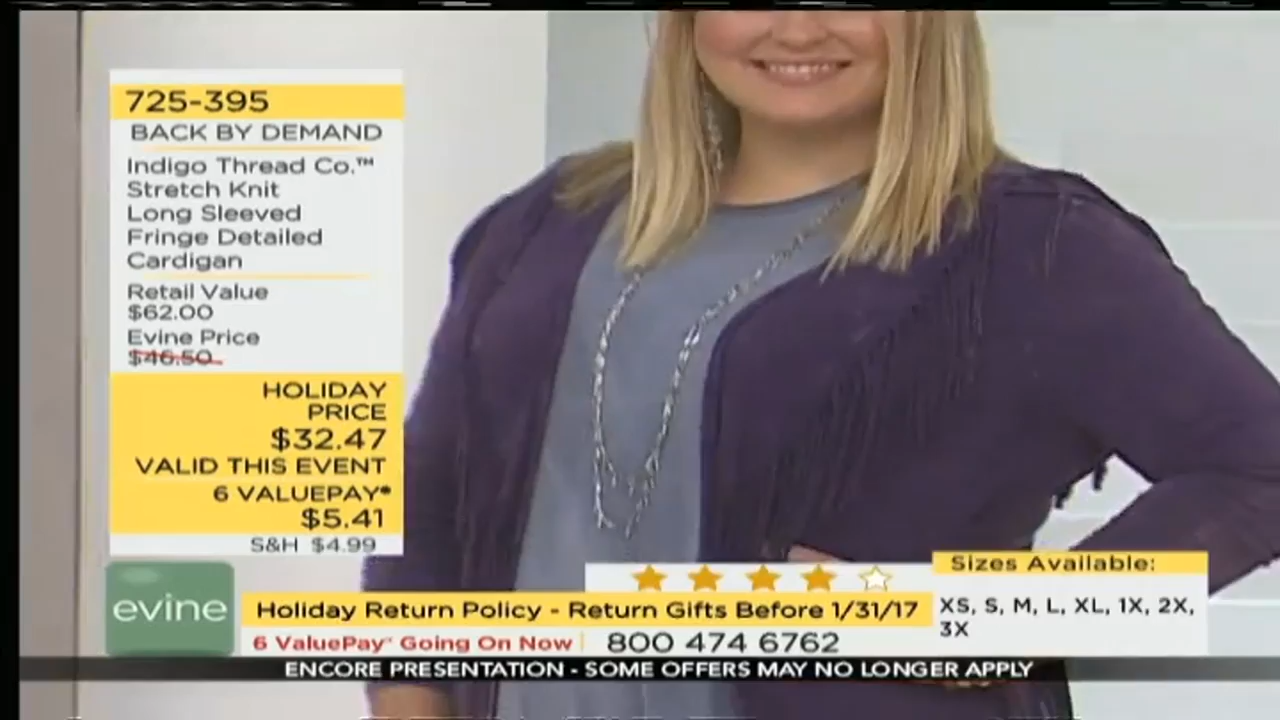 725-395
BACK BY DEMAND
Indigo Thread Co.™
Stretch Knit
Long Sleeved
Fringe Detailed
Cardigan
Retail Value
$62.00
Evine Price
$46.50
HOLIDAY
PRICE
$32.47
VALID THIS EVENT
6 VALUEPAY®
$5.41
S&H $4.99
evine
Holiday Return Policy - Return Gifts Before 1/31/17
6 ValuePay® Going On Now
800 474 6762
Sizes Available:
XS, S, M, L, XL, 1X, 2X,
3X
ENCORE PRESENTATION - SOME OFFERS MAY NO LONGER APPLY